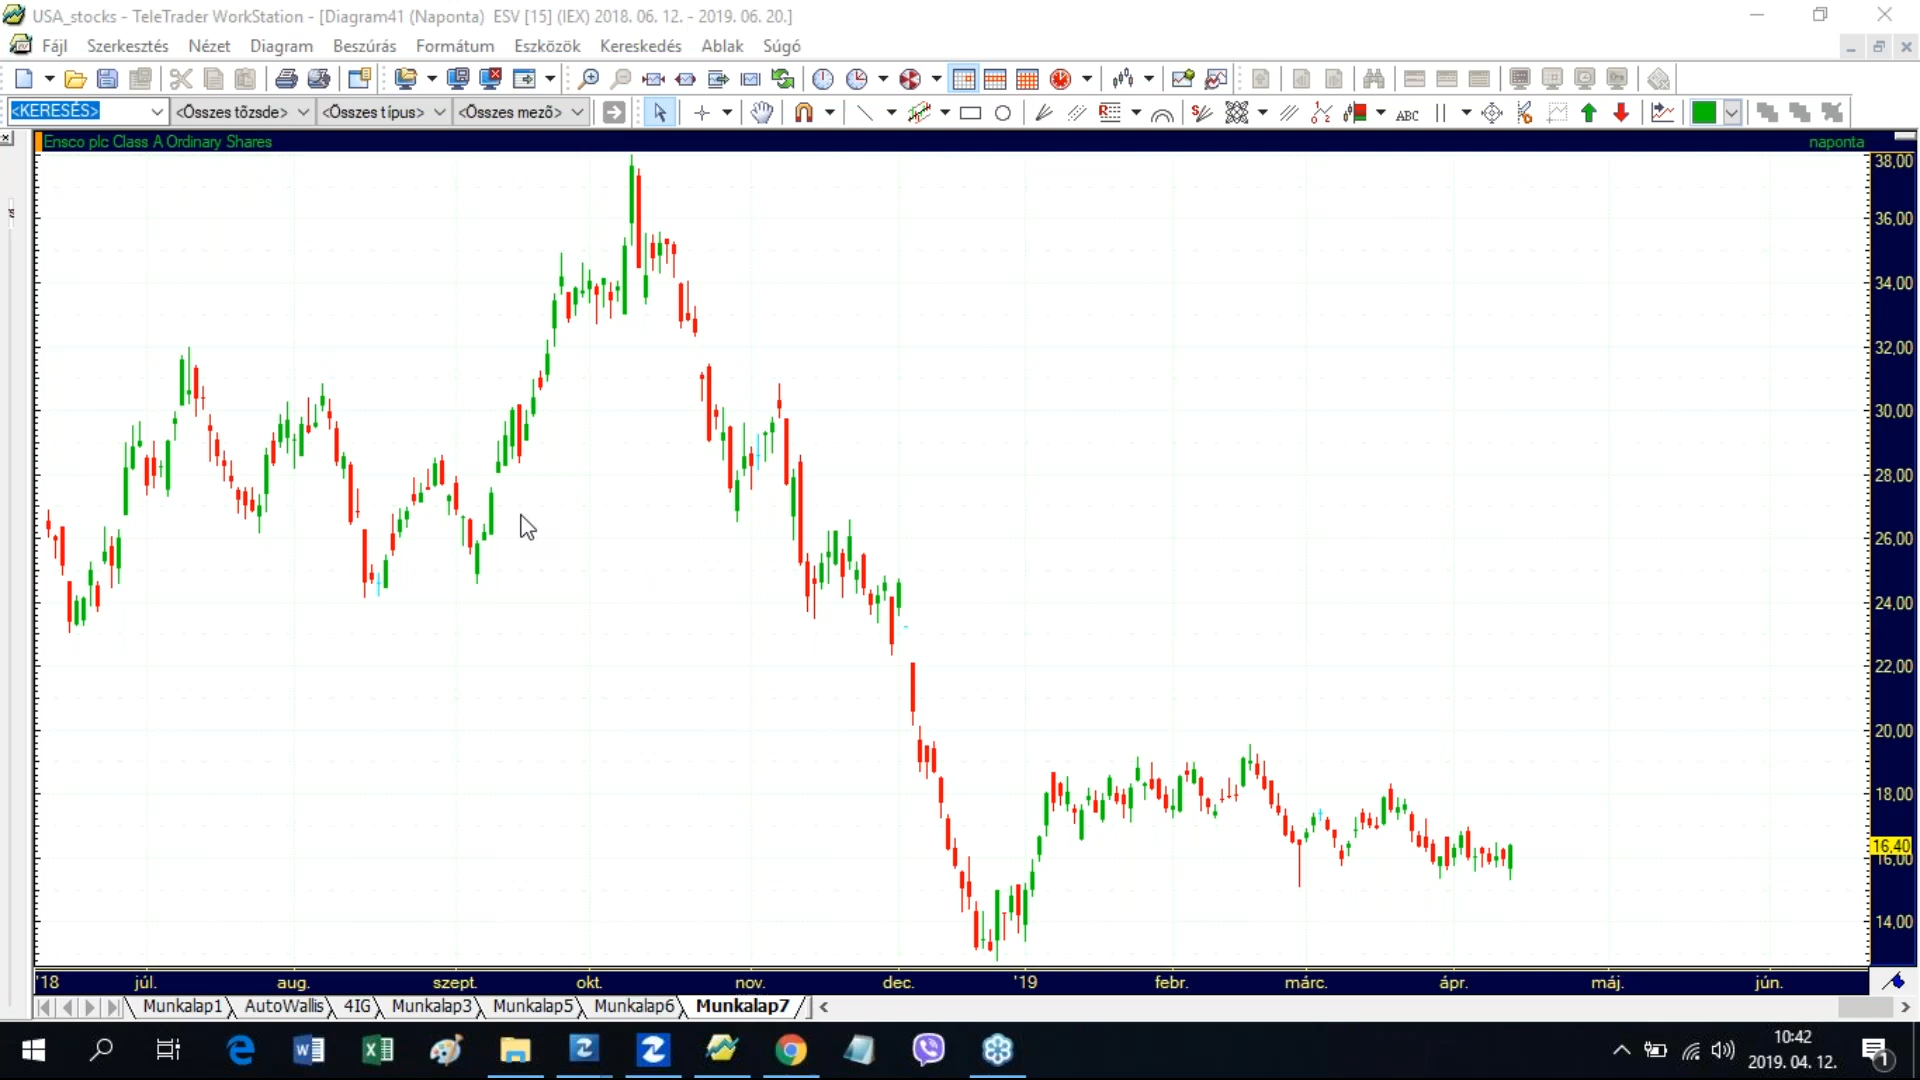 USA_stocks - TeleTrader WorkStation - [Diagram41 (Naponta) ESV [15] (IEX) 2018. 06. 12. - 2019. 06. 20.]
Fájl Szerkesztés Nézet Diagram Beszúrás Formátum Eszközök Kereskedés Ablak Súgó
<KERESÉS> <Összes tőzsde> <Összes típus> <Összes mező> ABC
Ensco plc Class A Ordinary Shares naponta
38,00
36,00
34,00
32,00
30,00
28,00
26,00
24,00
22,00
20,00
18,00
16,40
16,00
14,00
'18 júl. aug. szept. okt. nov. dec. '19 febr. márc. ápr. máj. jún.
Munkalap1 AutoWallis 4IG Munkalap3 Munkalap5 Munkalap6 Munkalap7
10:42
2019. 04. 12.
1